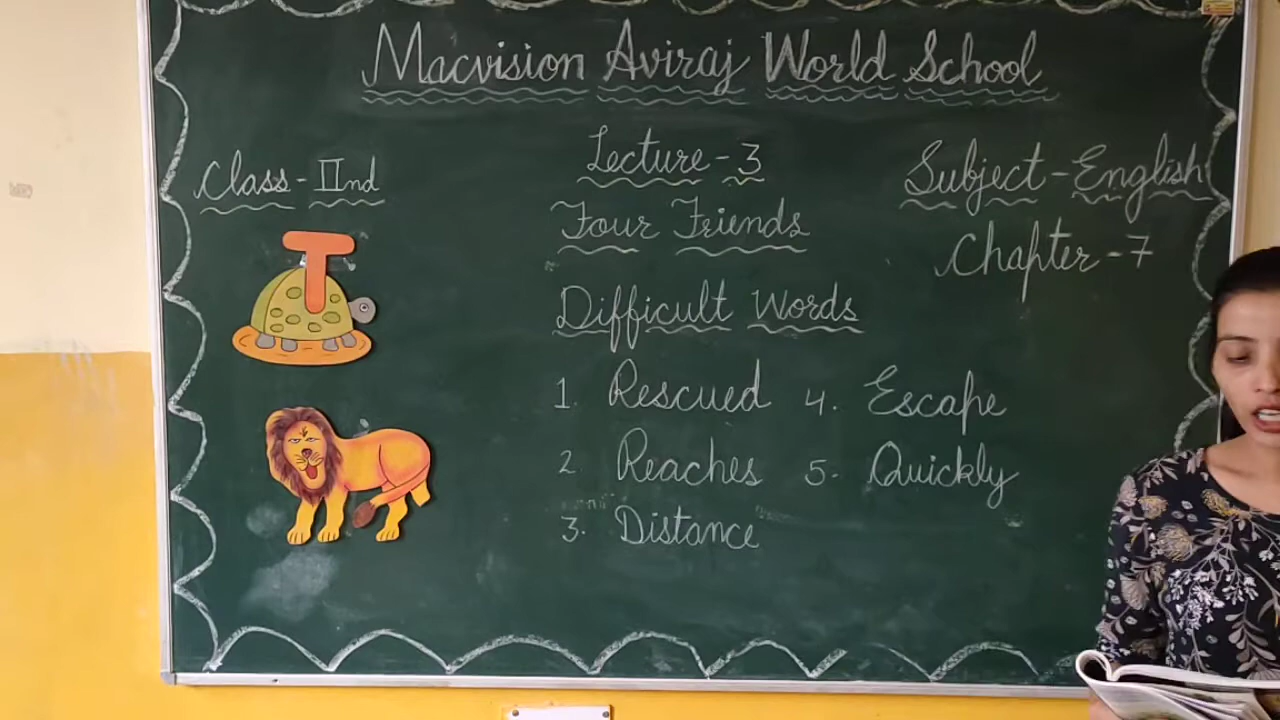 Macvision Aviraj World School
Class-IInd
Lecture-3
Subject-English
Four Friends
Chapter-7
T
Difficult Words
1. Rescued
4. Escape
2. Reaches
5. Quickly
3. Distance